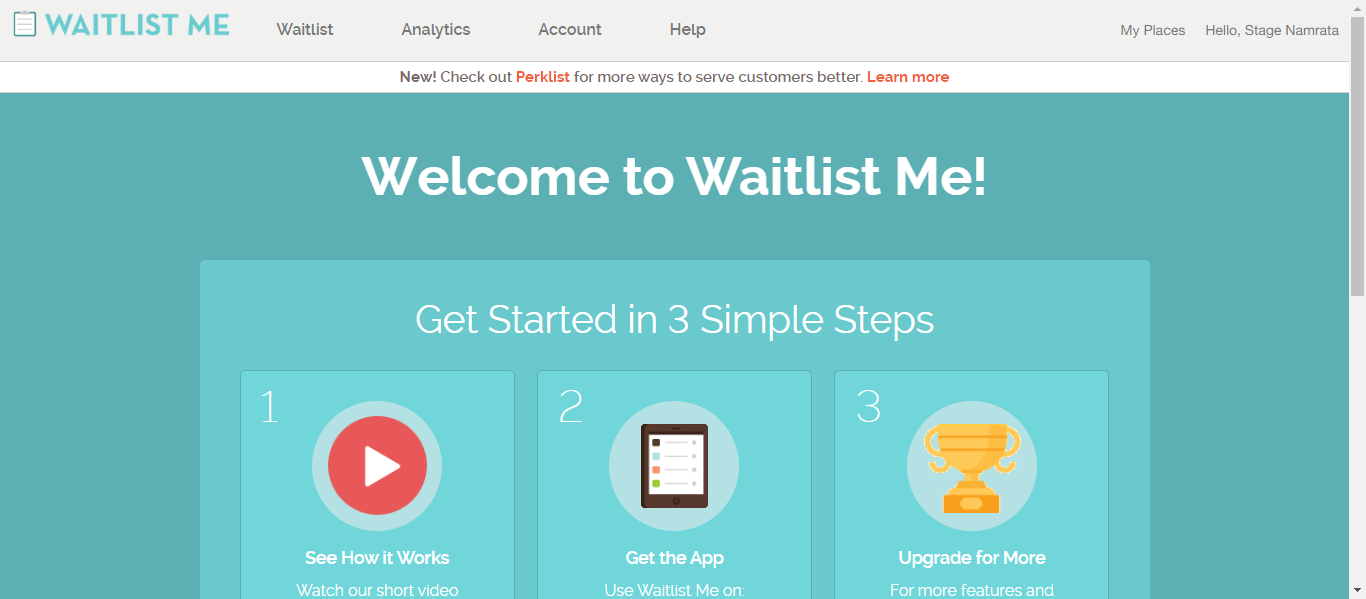 WAITLIST ME Waitlist Analytics Account Help My Places Hello, Stage Namrata
New! Check out Perklist for more ways to serve customers better. Learn more
Welcome to Waitlist Me!
Get Started in 3 Simple Steps
1
See How it Works
Watch our short video
2
Get the App
Use Waitlist Me on:
3
Upgrade for More
For more features and